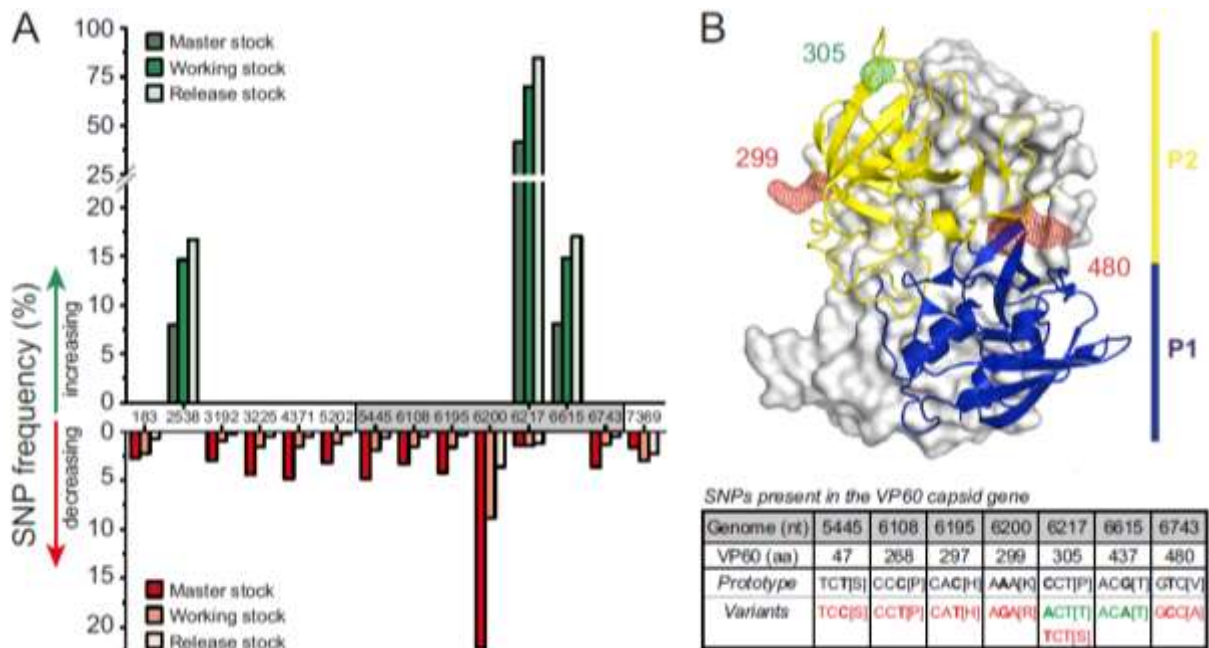 A
100
75
50
25
20
15
10
5
0
Master stock
Working stock
Release stock
SNP frequency (%)
increasing
decreasing
183 2538 3192 3225 4371 5202 5445 6108 6195 6200 6217 6615 6743 7369
0
5
10
15
20
Master stock
Working stock
Release stock
B
305
299
480
P2
P1
SNPs present in the VP60 capsid gene
Genome (nt) 5445 6108 6195 6200 6217 6615 6743
VP60 (aa) 47 268 297 299 305 437 480
Prototype TCT[S] CCC[P] CAC[H] AAA[K] CCT[P] ACG[T] GTC[V]
Variants TCC[S] CCT[P] CAT[H] AGA[R] ACT[T] ACA[T] GCC[A]
TCT[S]